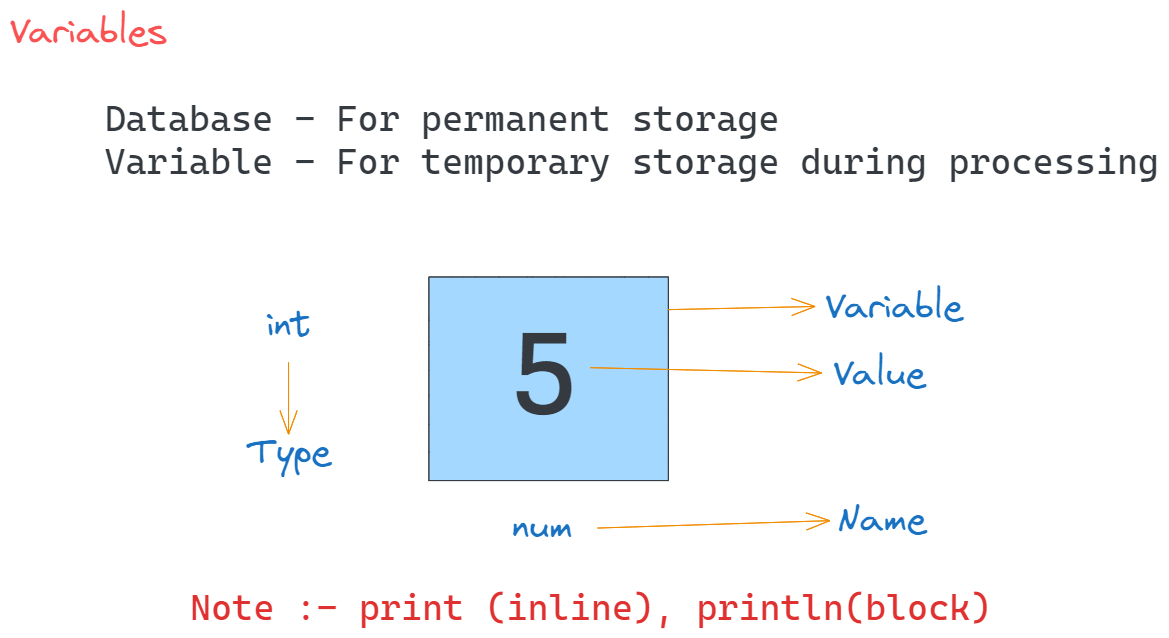 Variables
Database - For permanent storage
Variable - For temporary storage during processing
Variable
int
5
Value
Type
num
Name
Note :- print (inline), println(block)